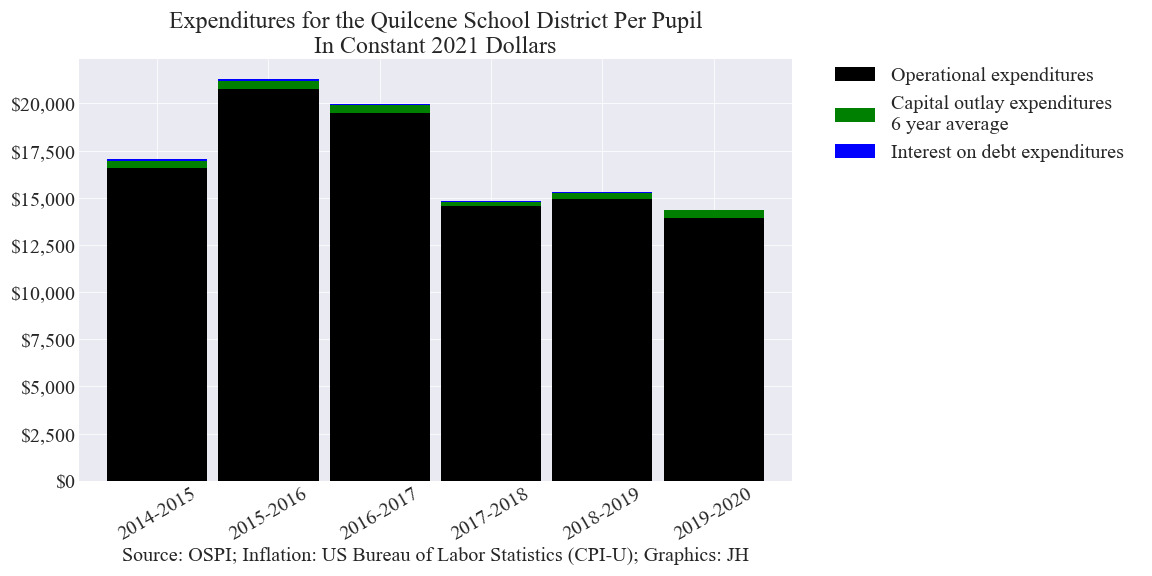 Expenditures for the Quilcene School District Per Pupil
In Constant 2021 Dollars
$20,000
$17,500
$15,000
$12,500
$10,000
$7,500
$5,000
$2,500
$0
2014-2015
2015-2016
2016-2017
2017-2018
2018-2019
2019-2020
Source: OSPI; Inflation: US Bureau of Labor Statistics (CPI-U); Graphics: JH
Operational expenditures
Capital outlay expenditures
6 year average
Interest on debt expenditures